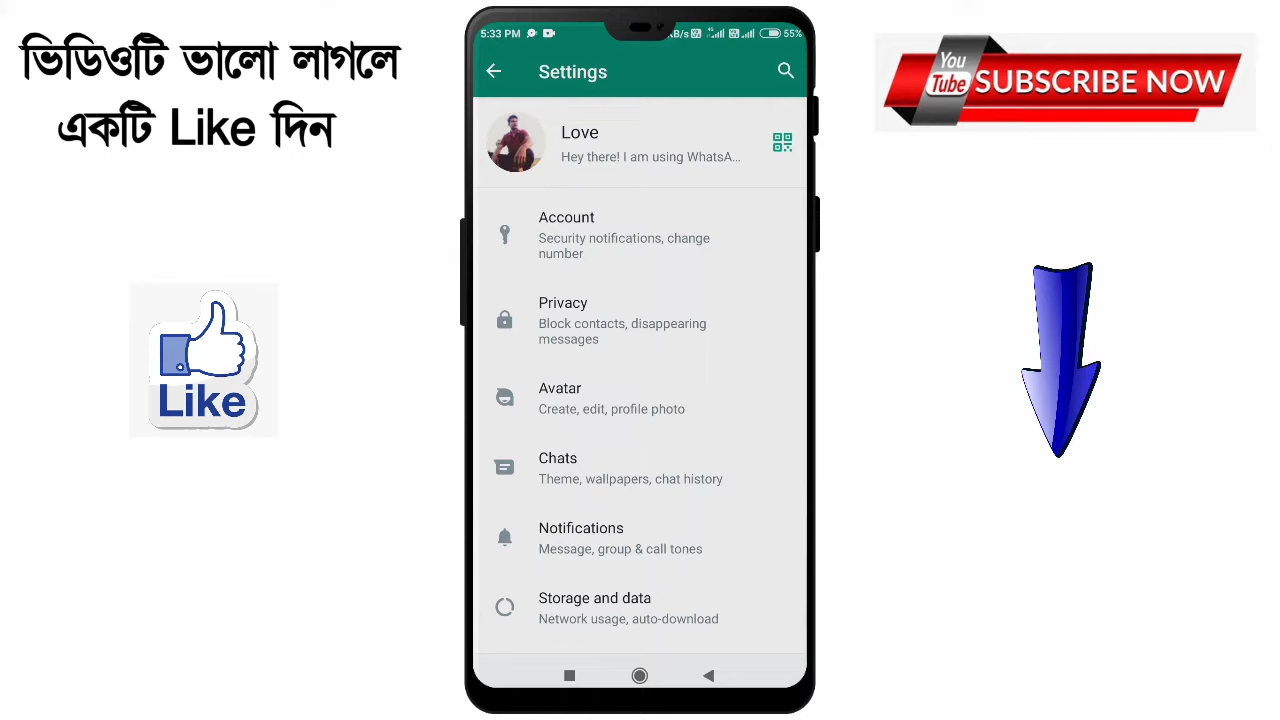 ভিডিওটি ভালো লাগলে
একটি Like দিন
Like
5:33 PM
B/s
55%
Settings
Love
Hey there! I am using WhatsA...
Account
Security notifications, change
number
Privacy
Block contacts, disappearing
messages
Avatar
Create, edit, profile photo
Chats
Theme, wallpapers, chat history
Notifications
Message, group & call tones
Storage and data
Network usage, auto-download
You
Tube
SUBSCRIBE NOW